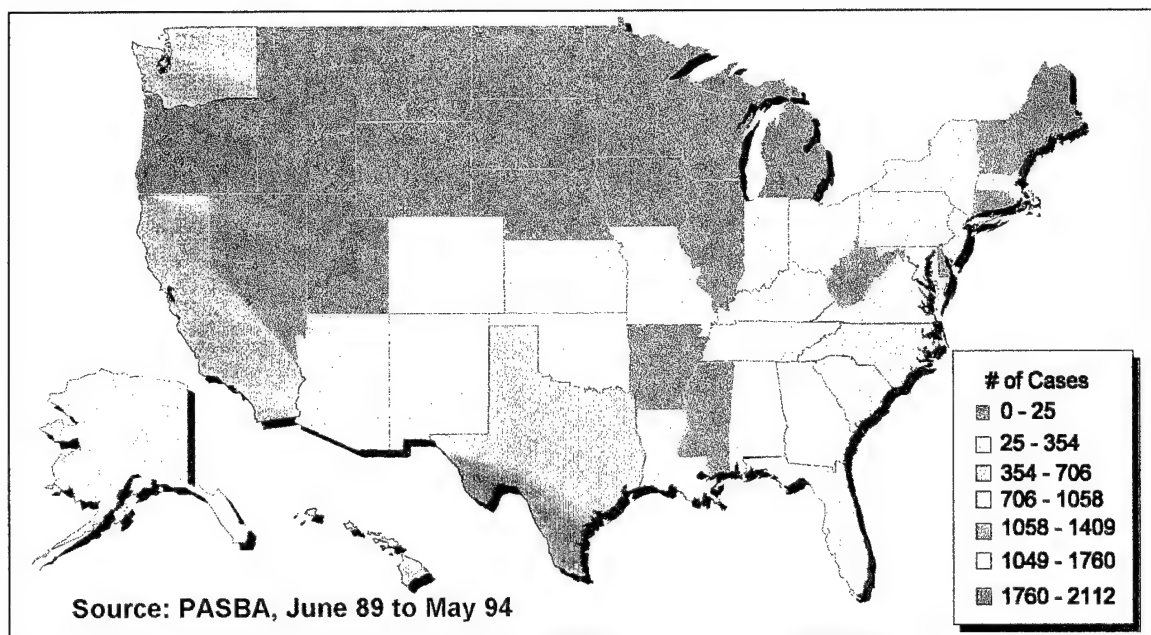 # of Cases
0 - 25
25 - 354
354 - 706
706 - 1058
1058 - 1409
1049 - 1760
1760 - 2112
Source: PASBA, June 89 to May 94